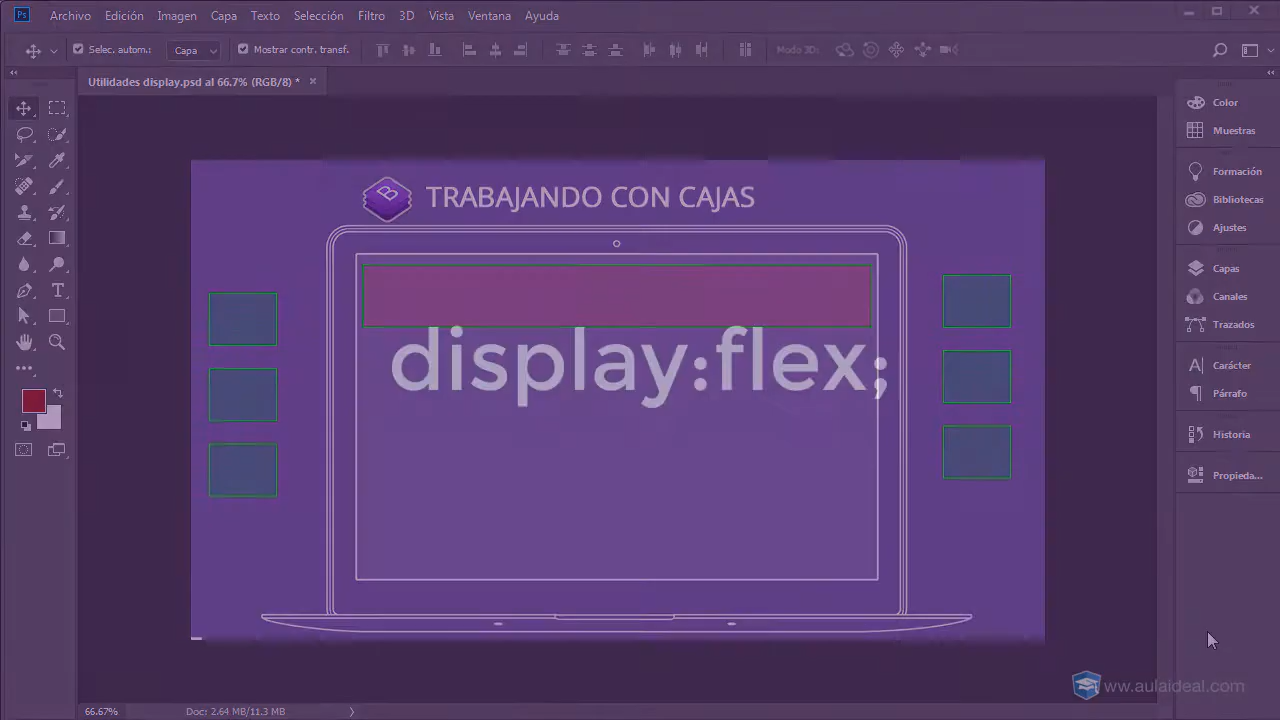 Ps Archivo Edición Imagen Capa Texto Selección Filtro 3D Vista Ventana Ayuda
Selec. autom.: Capa Mostrar contr. transf. Modo 3D:
Utilidades display.psd al 66.7% (RGB/8) *
Color
Muestras
Formación
Bibliotecas
Ajustes
Capas
Canales
Trazados
Carácter
Párrafo
Historia
Propieda...
B TRABAJANDO CON CAJAS
display:flex;
www.aulaideal.com
66.67% Doc: 2.64 MB/11.3 MB